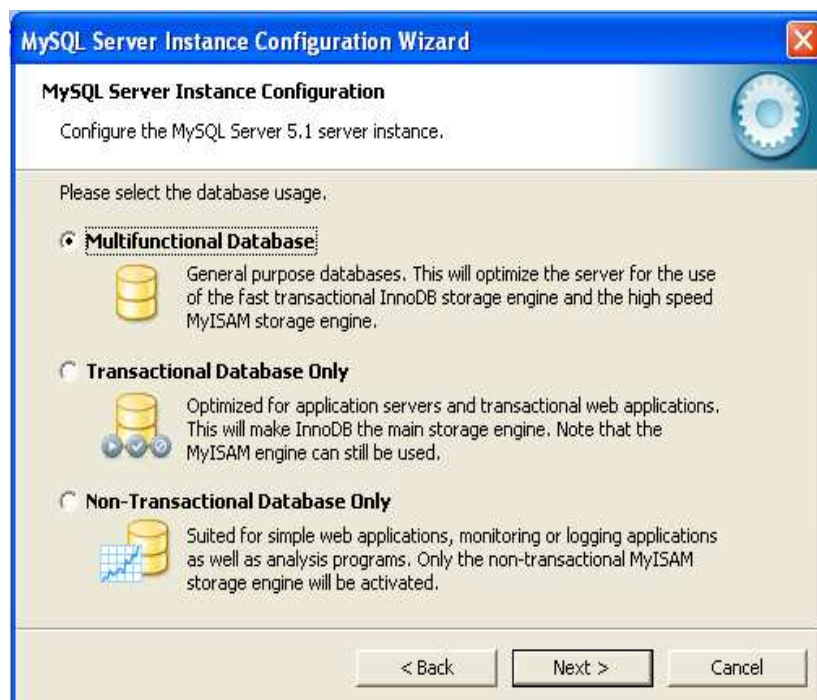 MySQL Server Instance Configuration Wizard
MySQL Server Instance Configuration
Configure the MySQL Server 5.1 server instance.
Please select the database usage.
Multifunctional Database
General purpose databases. This will optimize the server for the use
of the fast transactional InnoDB storage engine and the high speed
MyISAM storage engine.
Transactional Database Only
Optimized for application servers and transactional web applications.
This will make InnoDB the main storage engine. Note that the
MyISAM engine can still be used.
Non-Transactional Database Only
Suited for simple web applications, monitoring or logging applications
as well as analysis programs. Only the non-transactional MyISAM
storage engine will be activated.
< Back Next > Cancel